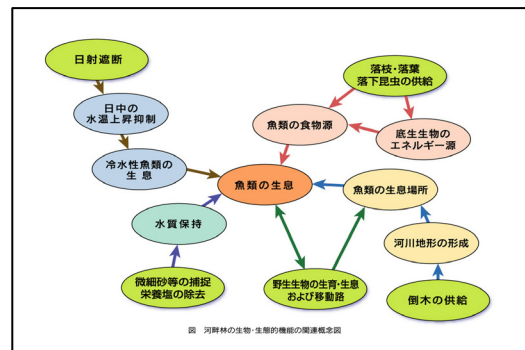 日射遮断
落枝・落葉
落下昆虫の供給
日中の
水温上昇抑制
魚類の食物源
底生生物の
エネルギー源
冷水性魚類の
生 息
魚類の生息
魚類の生息場所
水質保持
河川地形の形成
微細砂等の捕捉
栄養塩の除去
野生生物の生育・生息
および移動路
倒木の供給
図 河畔林の生物・生態的機能の関連概念図